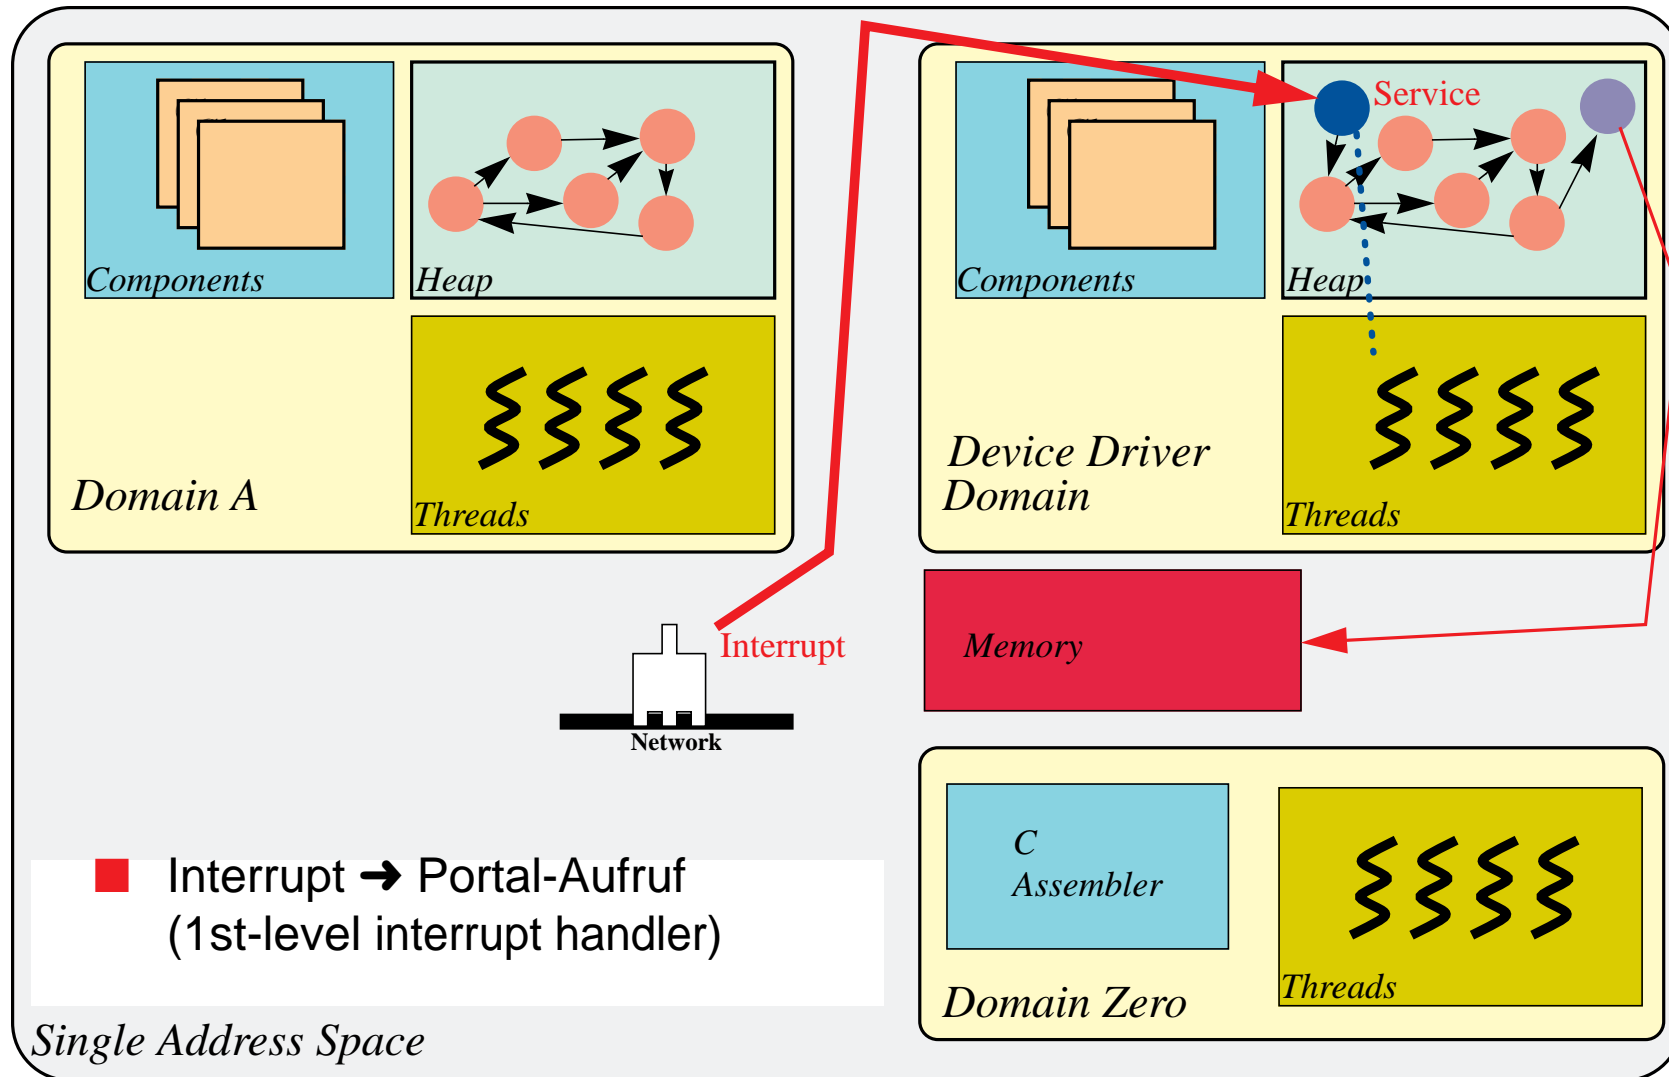 Components
Heap
Threads
Domain A
Service
Components
Heap
Threads
Device Driver
Domain
Interrupt
Network
Memory
C
Assembler
Threads
Domain Zero
Interrupt ➜ Portal-Aufruf
(1st-level interrupt handler)
Single Address Space